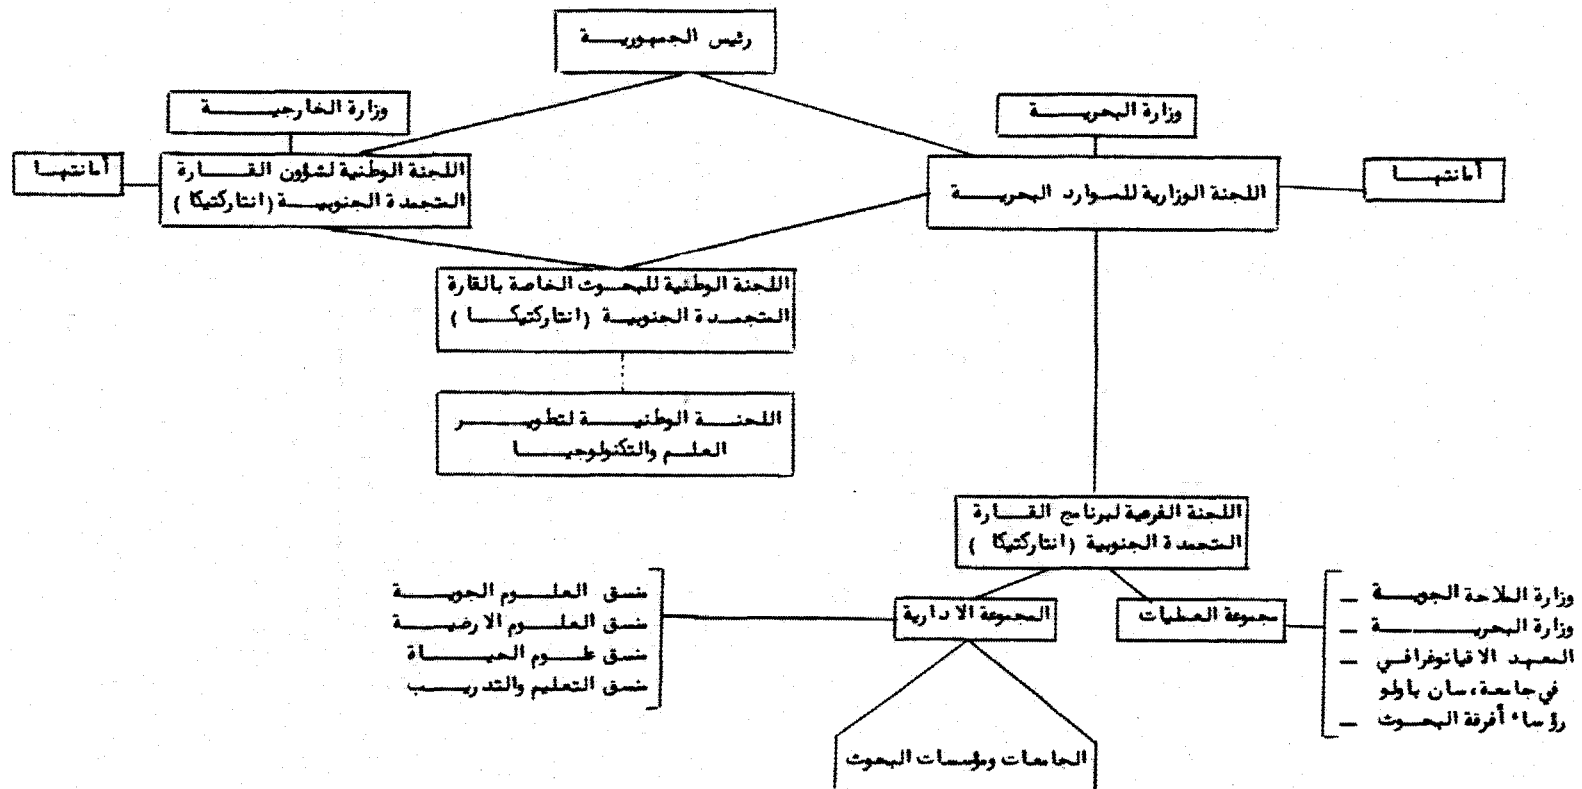 رئيس الجمهورية
وزارة البحرية
وزارة الخارجية
أمانتها
اللجنة الوزارية للموارد البحرية
اللجنة الوطنية لشؤون القارة
المتجمدة الجنوبية (انتاركتيكا)
أمانتها
اللجنة الوطنية للبحوث الخاصة بالقارة
المتجمدة الجنوبية (انتاركتيكا)
اللجنة الوطنية لتطوير
العلم والتكنولوجيا
اللجنة الفرعية لبرنامج القارة
المتجمدة الجنوبية (انتاركتيكا)
مجموعة العمليات
المجموعة الادارية
وزارة الملاحة الجوية –
وزارة البحرية –
المعهد الاقيانوغرافي –
في جامعة، سان باولو
رؤساء أفرقة البحوث –
منسق العلوم الجوية
منسق العلوم الارضية
منسق علوم الحياة
منسق التعليم والتدريب
الجامعات ومؤسسات البحوث